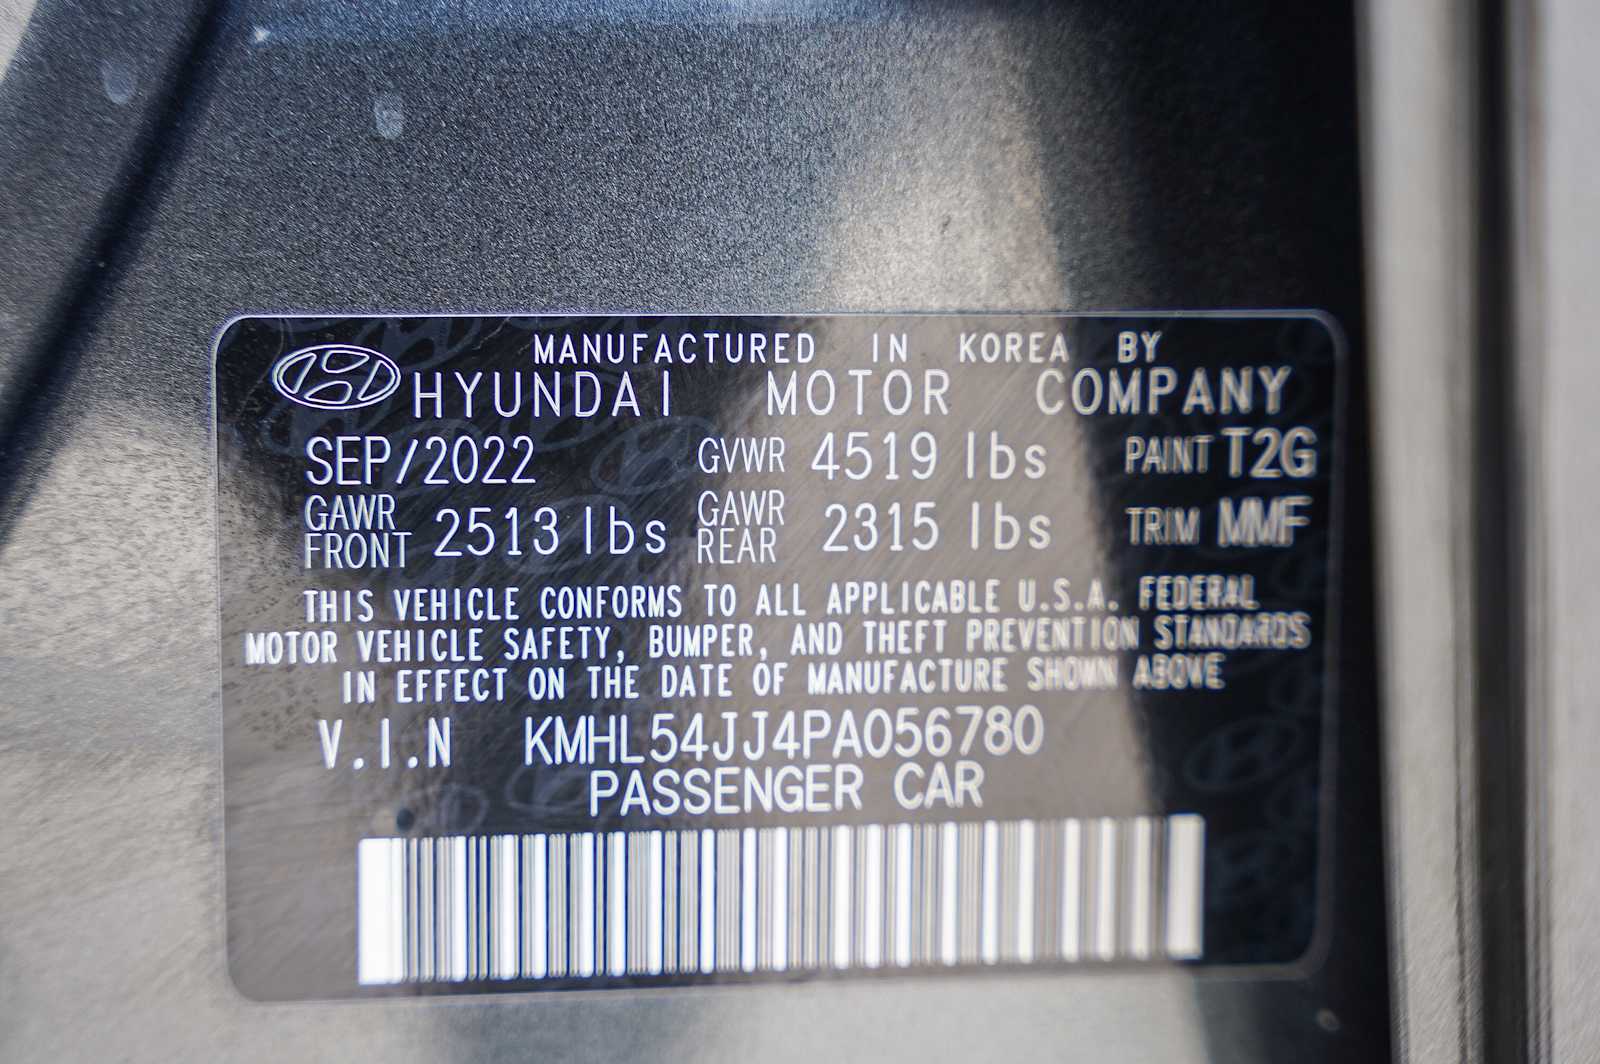 MANUFACTURED IN KOREA BY
HYUNDAI MOTOR COMPANY
SEP/2022 GVWR 4519 lbs PAINT T2G
GAWR FRONT 2513 lbs GAWR REAR 2315 lbs TRIM MMF
THIS VEHICLE CONFORMS TO ALL APPLICABLE U.S.A. FEDERAL
MOTOR VEHICLE SAFETY, BUMPER, AND THEFT PREVENTION STANDARDS
IN EFFECT ON THE DATE OF MANUFACTURE SHOWN ABOVE
V.I.N KMHL54JJ4PA056780
PASSENGER CAR